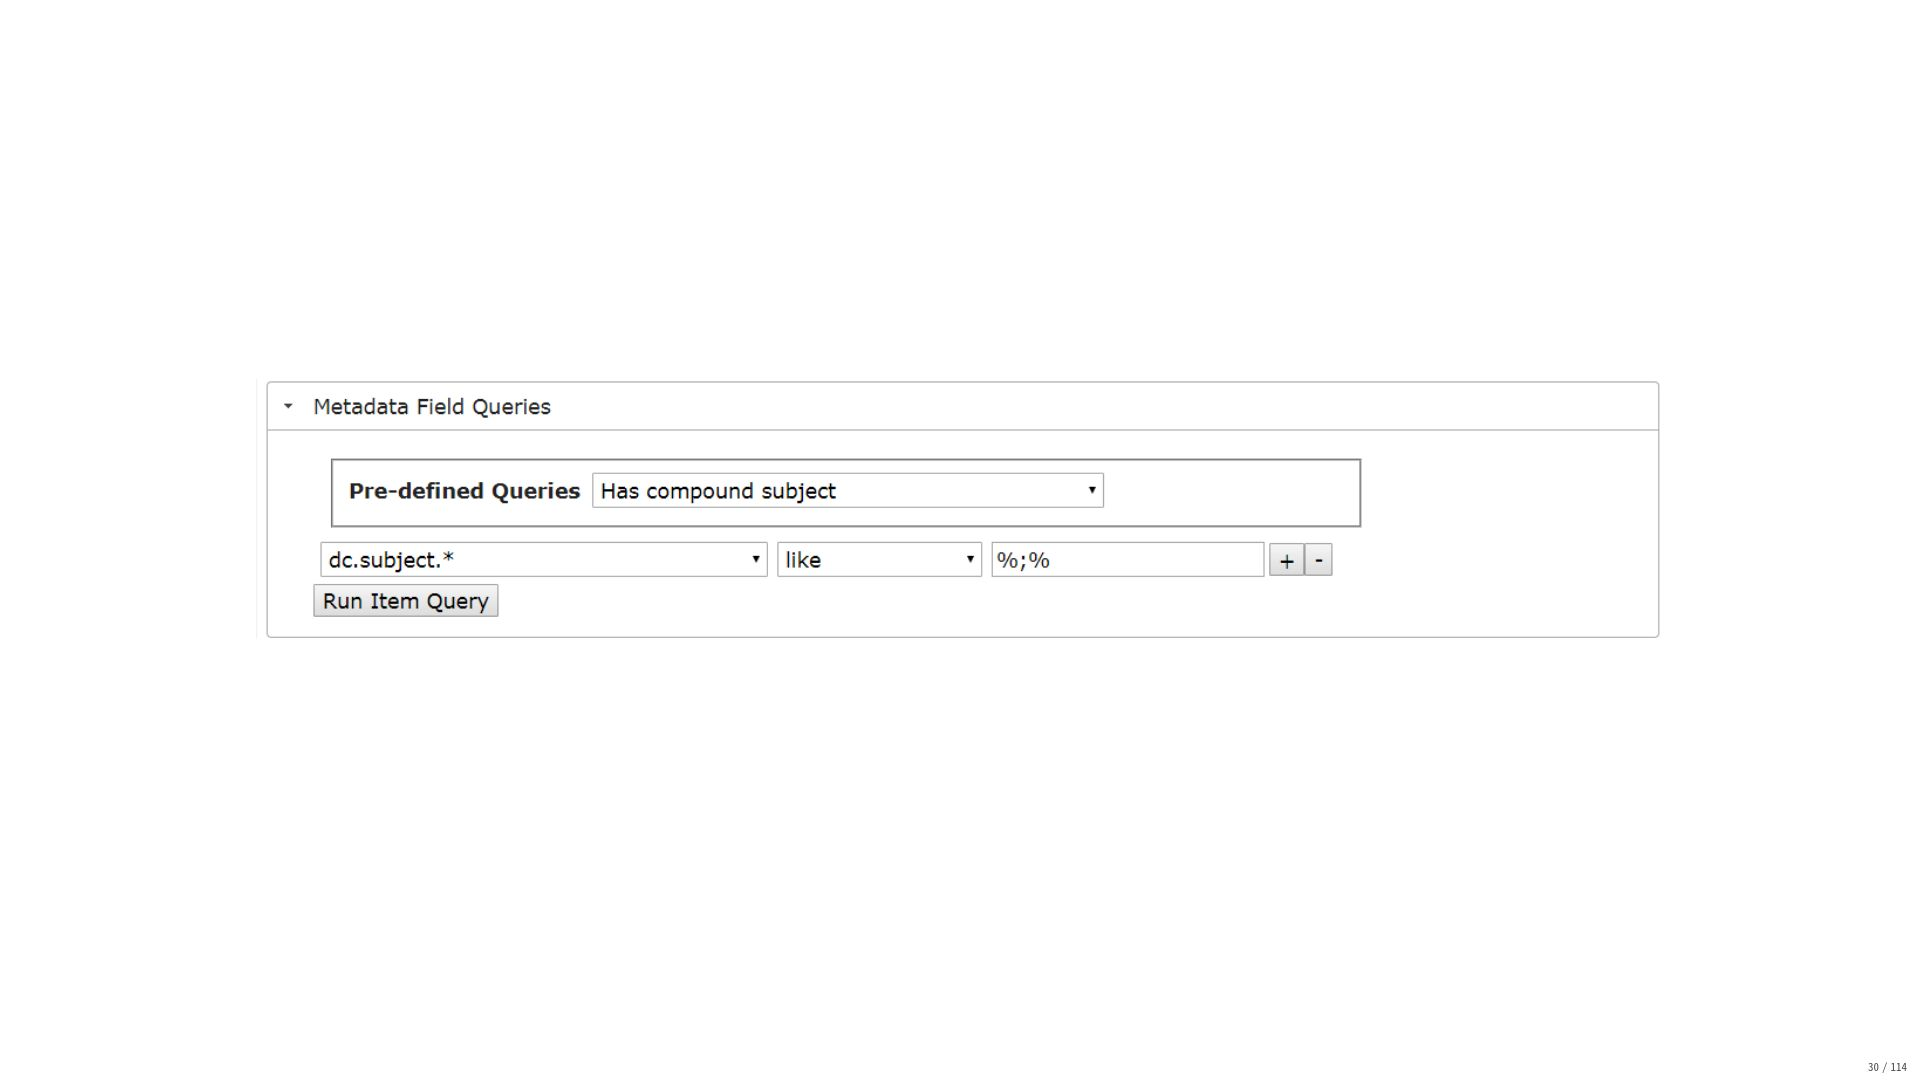 Metadata Field Queries
Pre-defined Queries Has compound subject
dc.subject.* like %;% + -
Run Item Query
30 / 114